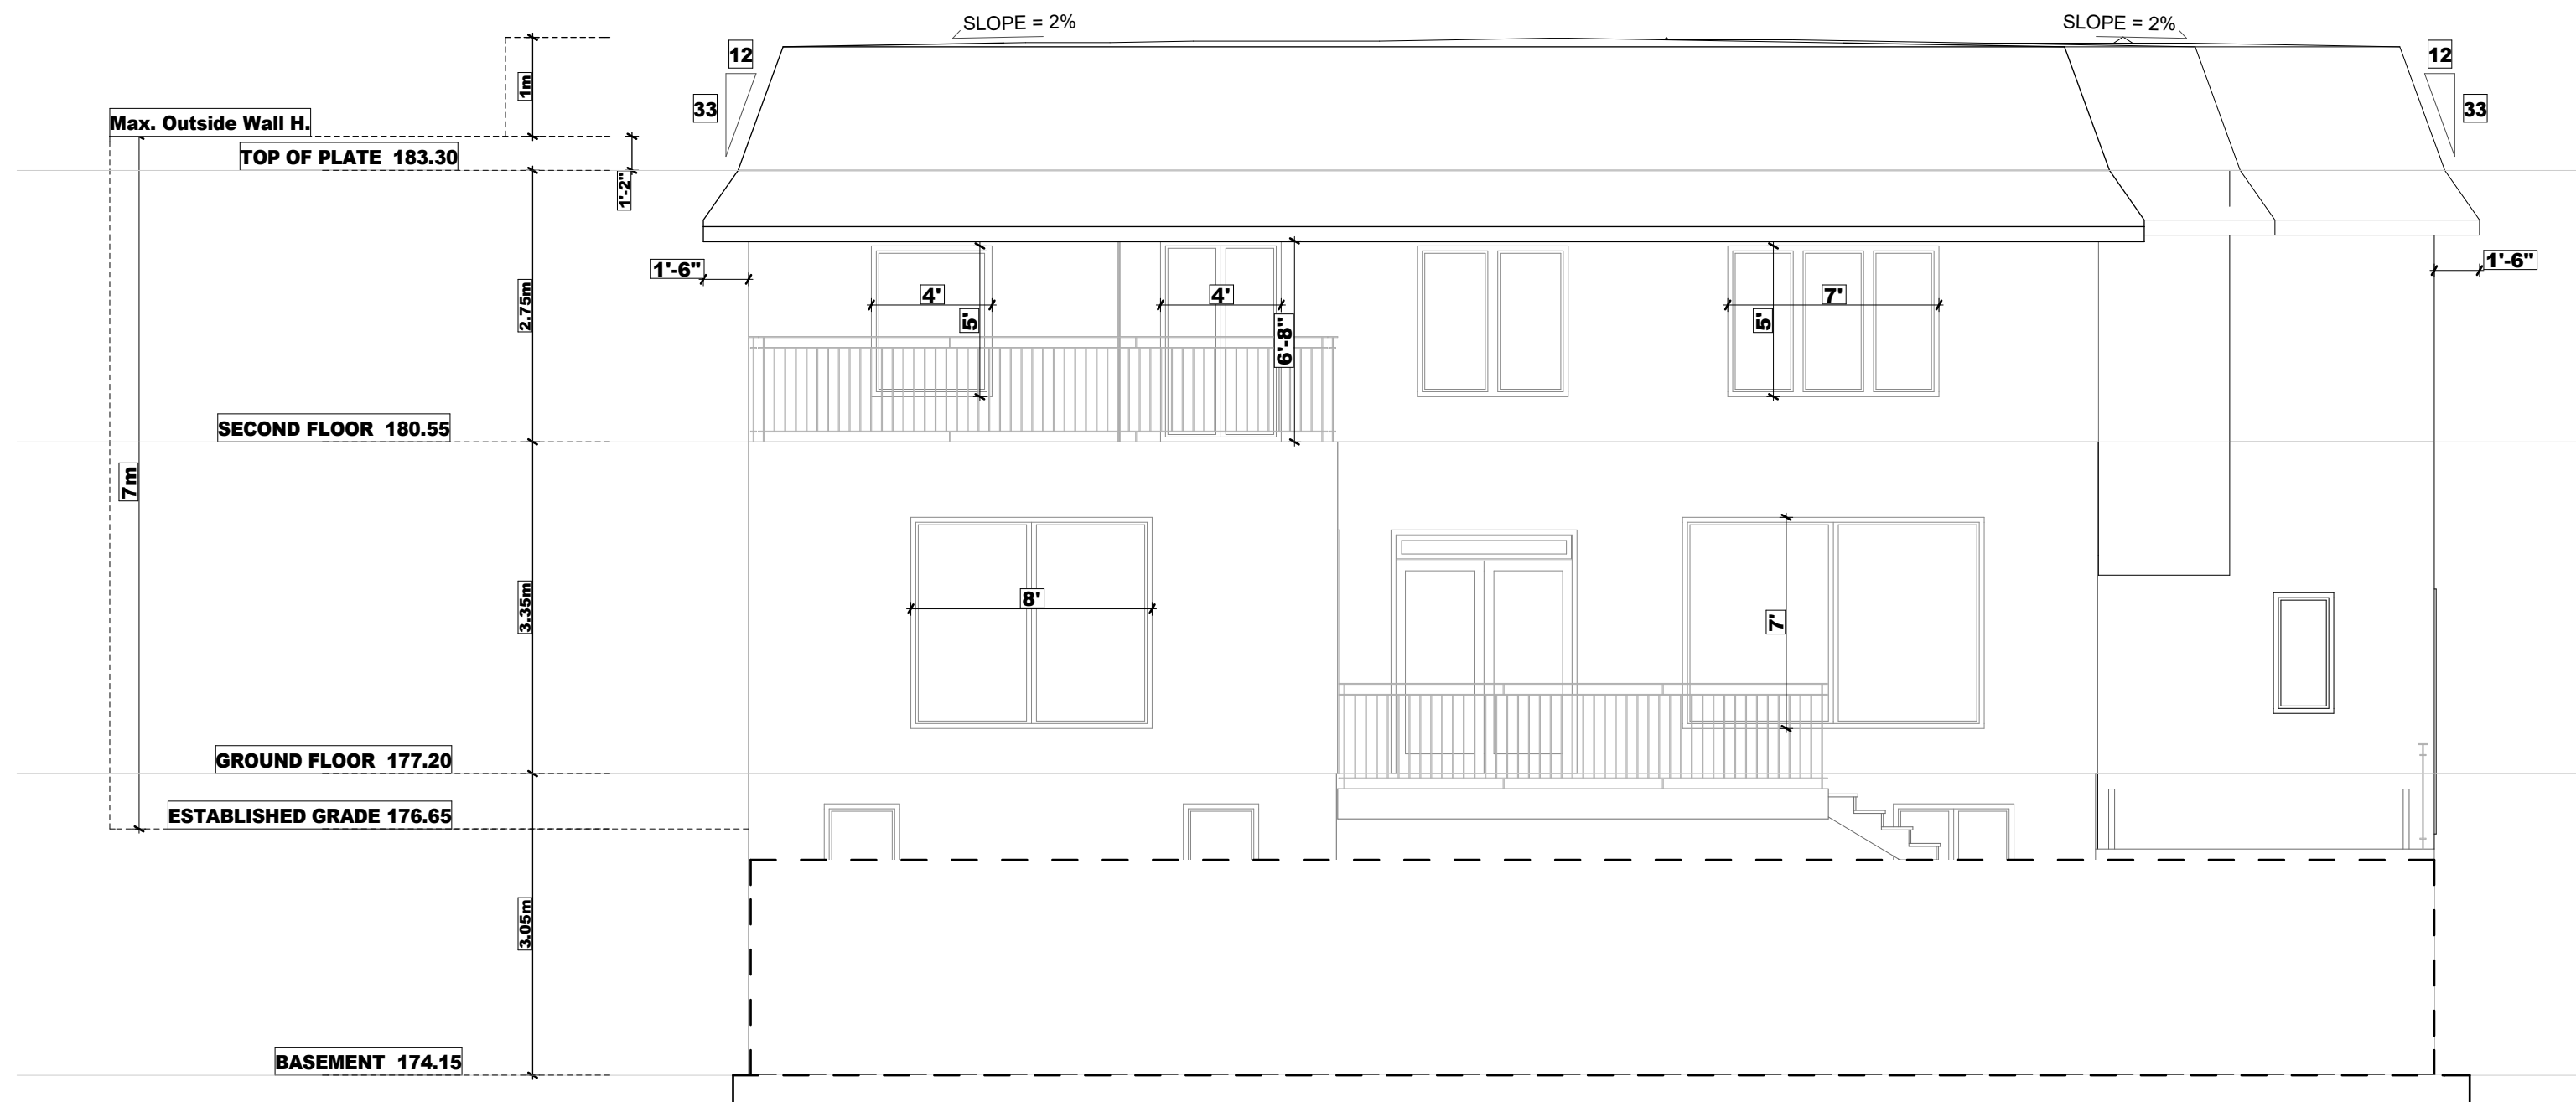 SLOPE = 2%
SLOPE = 2%
12
12
33
33
1m
Max. Outside Wall H.
TOP OF PLATE 183.30
1'-2"
1'-6"
1'-6"
4'
4'
7'
5'
5'
6'-8"
2.75m
SECOND FLOOR 180.55
7m
3.35m
8'
7'
GROUND FLOOR 177.20
ESTABLISHED GRADE 176.65
3.05m
BASEMENT 174.15